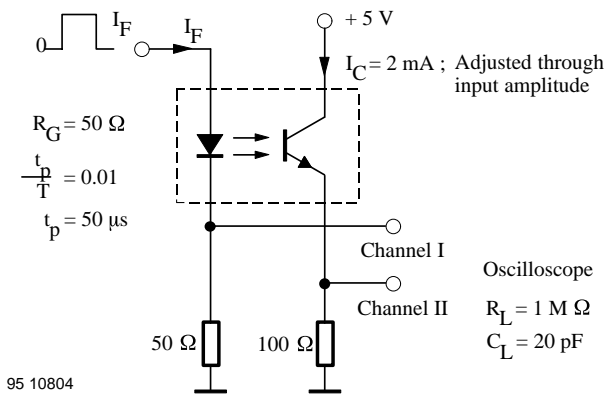 0
I_F
I_F
+ 5 V
I_C = 2 mA ; Adjusted through
input amplitude
R_G = 50 Ω
t_p
T
= 0.01
t_p = 50 μs
Channel I
Channel II
50 Ω
100 Ω
Oscilloscope
R_L = 1 M Ω
C_L = 20 pF
95 10804